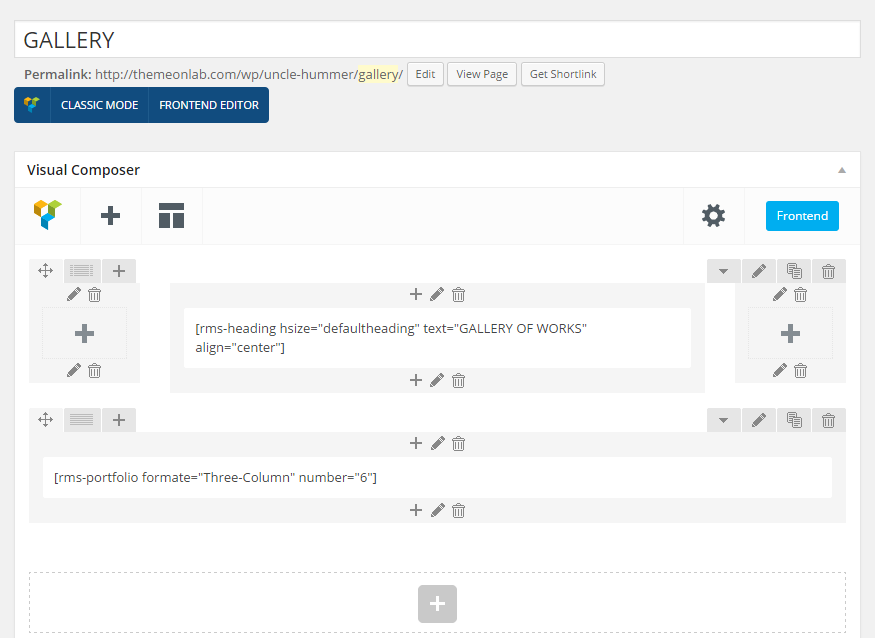 GALLERY
Permalink: http://themeonlab.com/wp/uncle-hummer/gallery/ Edit View Page Get Shortlink
CLASSIC MODE FRONTEND EDITOR
Visual Composer
Frontend
[rms-heading hsize="defaultheading" text="GALLERY OF WORKS"
align="center"]
[rms-portfolio formate="Three-Column" number="6"]